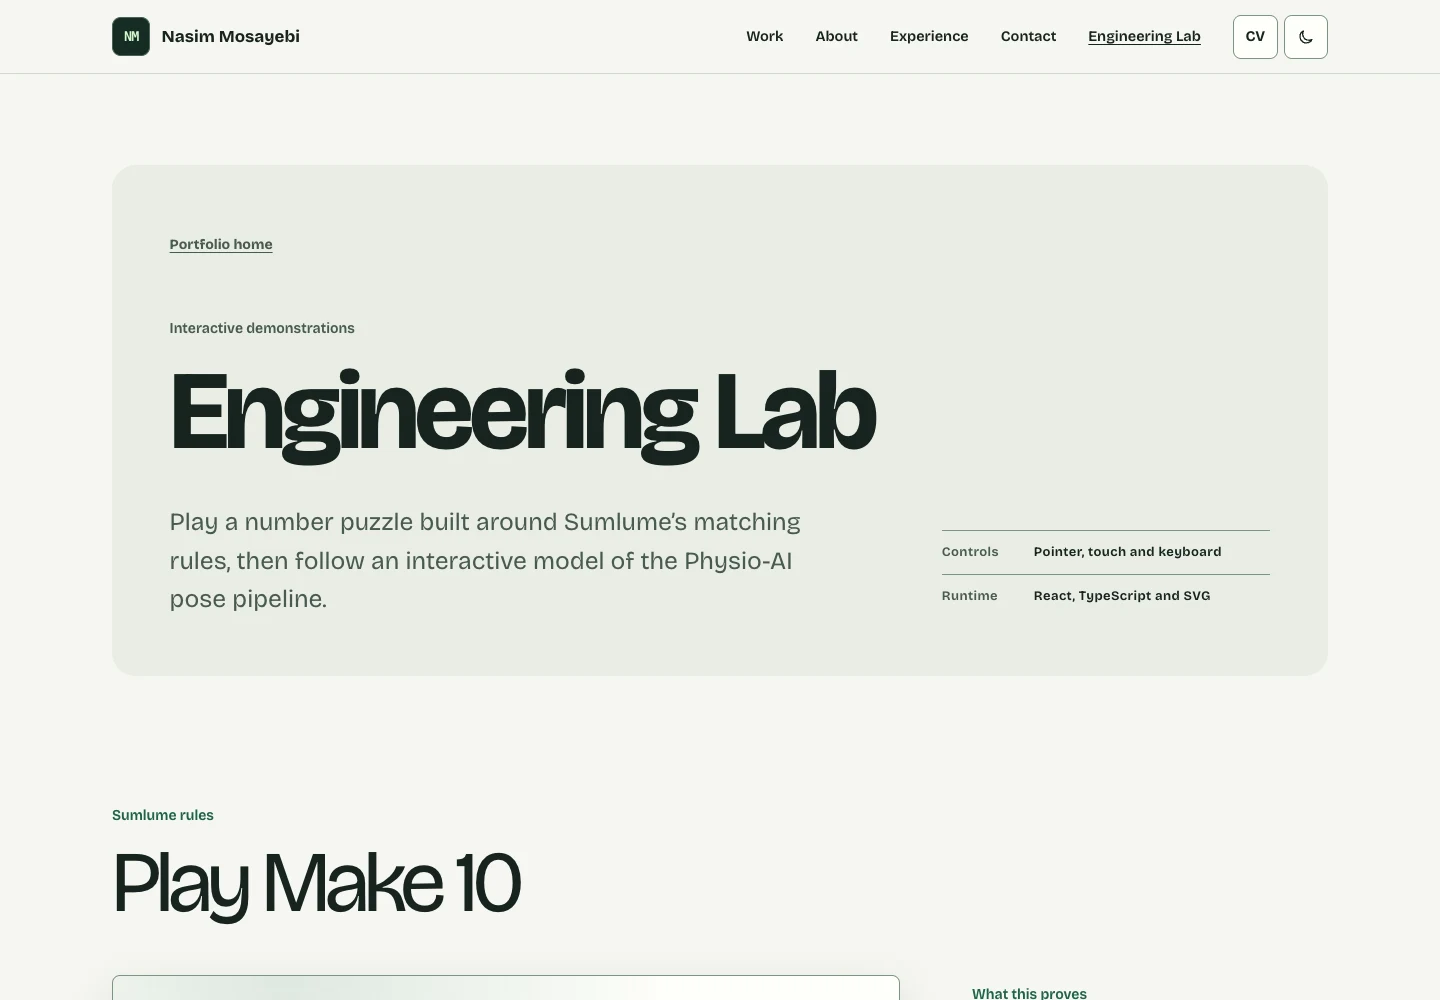 NM
Nasim Mosayebi
Work
About
Experience
Contact
Engineering Lab
CV
Portfolio home
Interactive demonstrations
Engineering Lab
Play a number puzzle built around Sumlume’s matching
rules, then follow an interactive model of the Physio-AI
pose pipeline.
Controls Pointer, touch and keyboard
Runtime React, TypeScript and SVG
Sumlume rules
Play Make 10
What this proves